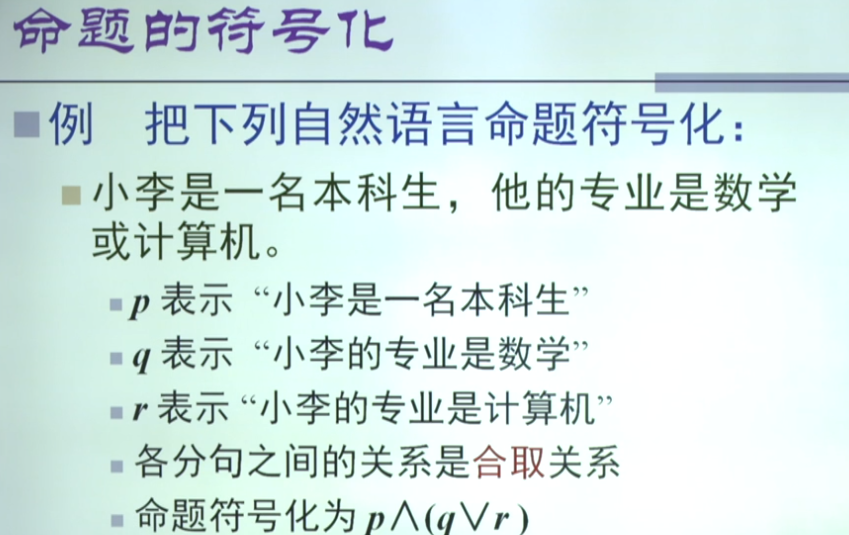 命题的符号化
例 把下列自然语言命题符号化：
小李是一名本科生，他的专业是数学
或计算机。
p 表示 “小李是一名本科生”
q 表示 “小李的专业是数学”
r 表示 “小李的专业是计算机”
各分句之间的关系是合取关系
命题符号化为 p∧(q∨r )